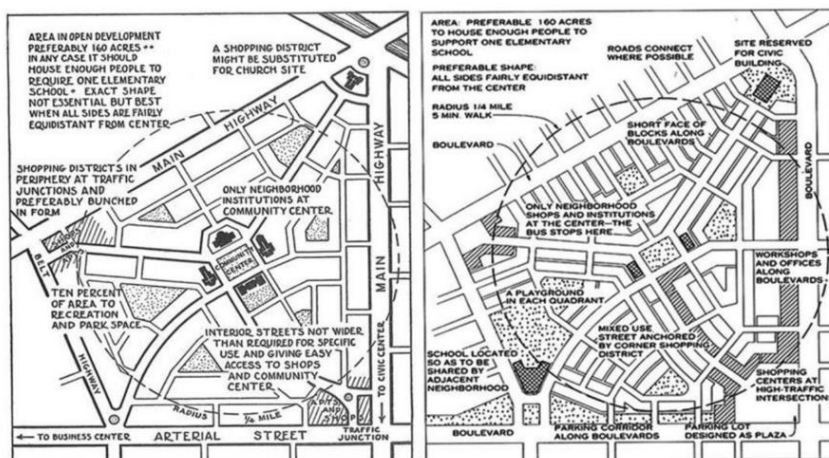 AREA IN OPEN DEVELOPMENT
PREFERABLY 160 ACRES **
IN ANY CASE IT SHOULD
HOUSE ENOUGH PEOPLE TO
REQUIRE ONE ELEMENTARY
SCHOOL * EXACT SHAPE
NOT ESSENTIAL BUT BEST
WHEN ALL SIDES ARE FAIRLY
EQUIDISTANT FROM CENTER
A SHOPPING DISTRICT
MIGHT BE SUBSTITUTED
FOR CHURCH SITE
MAIN HIGHWAY
HIGHWAY
MAIN
SHOPPING DISTRICTS IN
PERIPHERY AT TRAFFIC
JUNCTIONS AND
PREFERABLY BUNCHED
IN FORM
ONLY NEIGHBORHOOD
INSTITUTIONS AT
COMMUNITY CENTER
COMMUNITY
CENTER
BELT
HIGHWAY
TEN PERCENT
OF AREA TO
RECREATION
AND PARK SPACE
INTERIOR STREETS NOT WIDER
THAN REQUIRED FOR SPECIFIC
USE AND GIVING EASY
ACCESS TO SHOPS
AND COMMUNITY
CENTER
RADIUS
1/4 MILE
APTS
AND
SHOPS
TO CIVIC CENTER
TRAFFIC
JUNCTION
TO BUSINESS CENTER
ARTERIAL STREET
AREA: PREFERABLE 160 ACRES
TO HOUSE ENOUGH PEOPLE TO
SUPPORT ONE ELEMENTARY
SCHOOL
PREFERABLE SHAPE:
ALL SIDES FAIRLY EQUIDISTANT
FROM THE CENTER
RADIUS 1/4 MILE
5 MIN. WALK
BOULEVARD
ROADS CONNECT
WHERE POSSIBLE
SITE RESERVED
FOR CIVIC
BUILDING
SHORT FACE OF
BLOCKS ALONG
BOULEVARDS
BOULEVARD
ONLY NEIGHBORHOOD
SHOPS AND INSTITUTIONS
AT THE CENTER—THE
BUS STOPS HERE
WORKSHOPS
AND OFFICES
ALONG
BOULEVARDS
A PLAYGROUND
IN EACH QUADRANT
MIXED USE
STREET ANCHORED
BY CORNER SHOPPING
DISTRICT
SCHOOL LOCATED
SO AS TO BE
SHARED BY
ADJACENT
NEIGHBORHOOD
SHOPPING
CENTERS AT
HIGH-TRAFFIC
INTERSECTION
BOULEVARD
PARKING CORRIDOR
ALONG BOULEVARDS
PARKING LOT
DESIGNED AS PLAZA